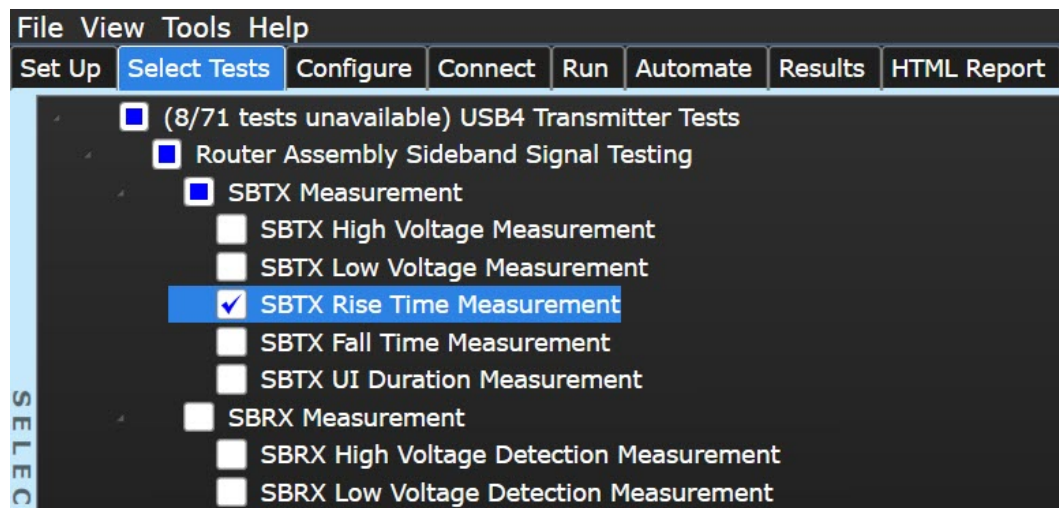 File View Tools Help
Set Up Select Tests Configure Connect Run Automate Results HTML Report
(8/71 tests unavailable) USB4 Transmitter Tests
Router Assembly Sideband Signal Testing
SBTX Measurement
SBTX High Voltage Measurement
SBTX Low Voltage Measurement
SBTX Rise Time Measurement
SBTX Fall Time Measurement
SBTX UI Duration Measurement
SBRX Measurement
SBRX High Voltage Detection Measurement
SBRX Low Voltage Detection Measurement
SELEC